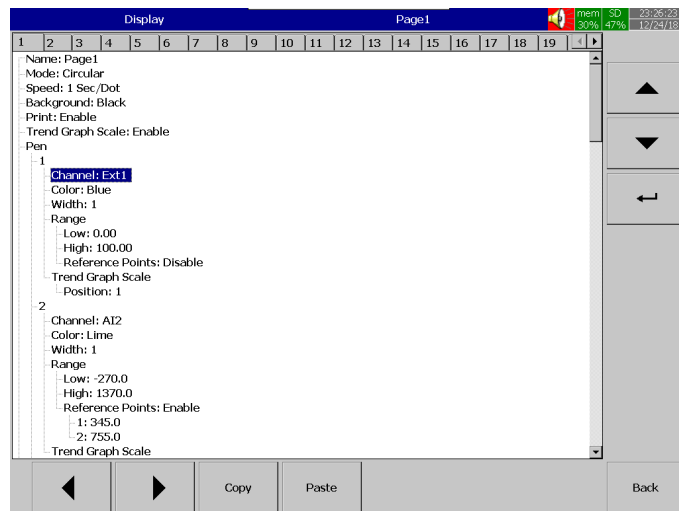 Display Page1 mem 30% SD 47% 23:26:23 12/24/18
1 2 3 4 5 6 7 8 9 10 11 12 13 14 15 16 17 18 19
Name: Page1
Mode: Circular
Speed: 1 Sec/Dot
Background: Black
Print: Enable
Trend Graph Scale: Enable
Pen
1
Channel: Ext1
Color: Blue
Width: 1
Range
Low: 0.00
High: 100.00
Reference Points: Disable
Trend Graph Scale
Position: 1
2
Channel: AI2
Color: Lime
Width: 1
Range
Low: -270.0
High: 1370.0
Reference Points: Enable
1: 345.0
2: 755.0
Trend Graph Scale
Copy Paste Back